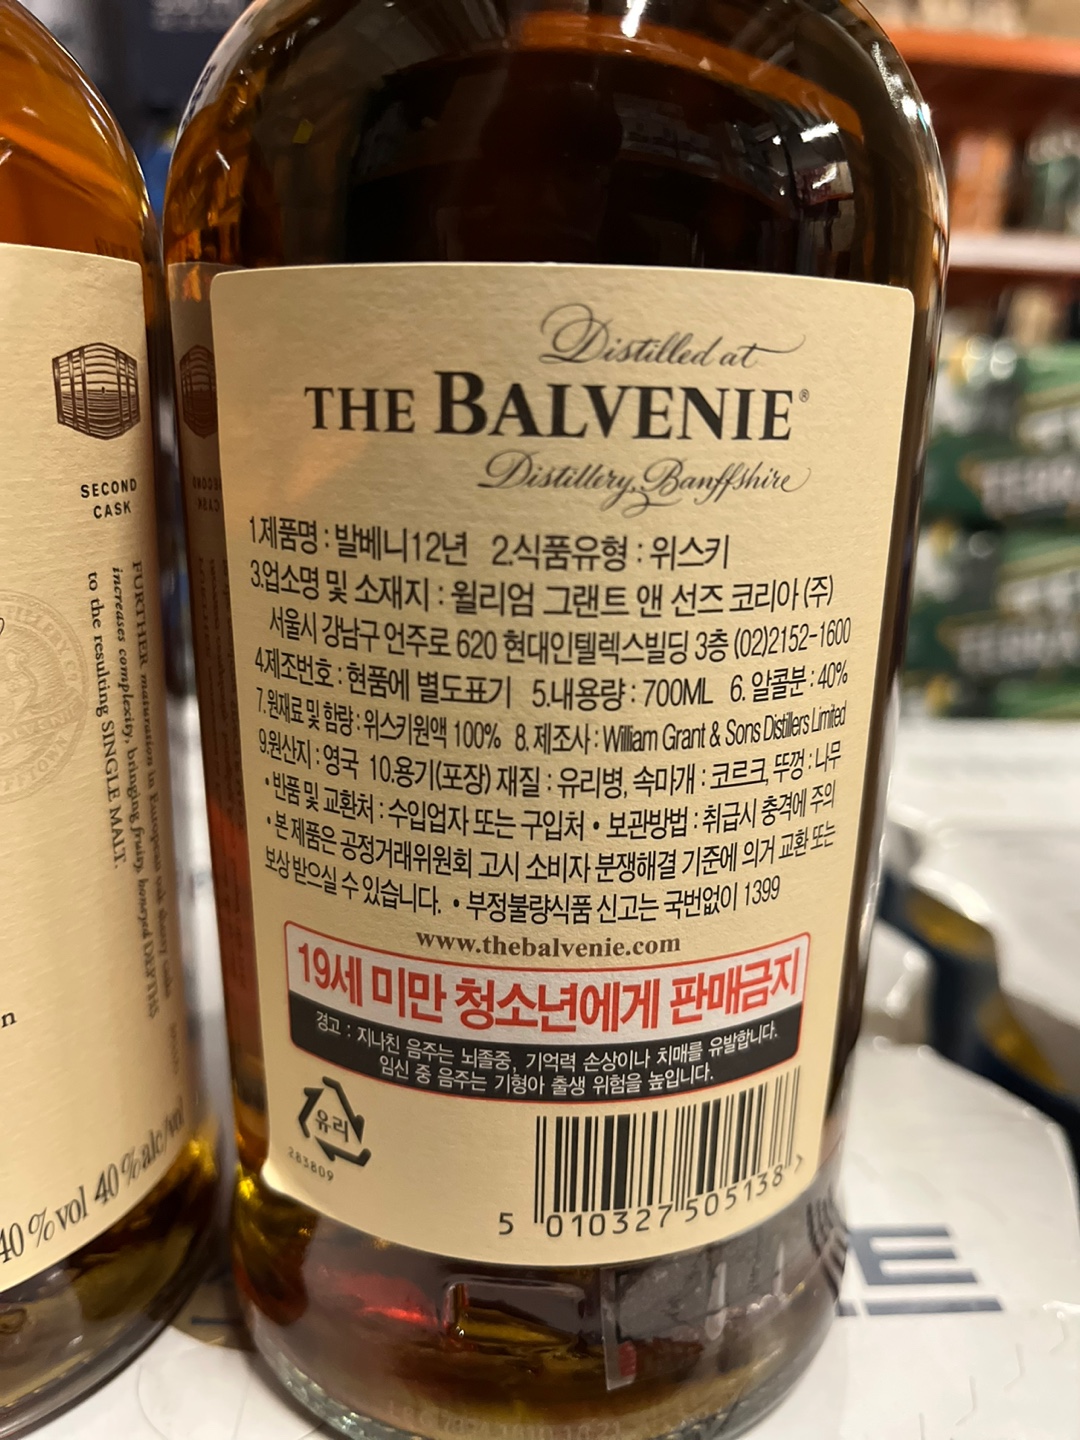 SECOND
CASK
FURTHER maturation in European oak sherry casks
increases complexity, bringing fruity, honeyed DEPTHS
to the resulting SINGLE MALT.
n
40%vol 40%alc/vol
Distilled at
THE BALVENIE®
Distillery, Banffshire
1.제품명 : 발베니12년 2.식품유형 : 위스키
3.업소명 및 소재지 : 윌리엄 그랜트 앤 선즈 코리아 (주)
서울시 강남구 언주로 620 현대인텔렉스빌딩 3층 (02)2152-1600
4.제조번호 : 현품에 별도표기 5.내용량 : 700ML 6. 알콜분 : 40%
7.원재료 및 함량 : 위스키원액 100% 8. 제조사 : William Grant & Sons Distillers Limited
9.원산지 : 영국 10.용기(포장) 재질 : 유리병, 속마개 : 코르크, 뚜껑 : 나무
• 반품 및 교환처 : 수입업자 또는 구입처 • 보관방법 : 취급시 충격에 주의
• 본 제품은 공정거래위원회 고시 소비자 분쟁해결 기준에 의거 교환 또는
보상 받으실 수 있습니다. • 부정불량식품 신고는 국번없이 1399
www.thebalvenie.com
19세 미만 청소년에게 판매금지
경고 : 지나친 음주는 뇌졸중, 기억력 손상이나 치매를 유발합니다.
임신 중 음주는 기형아 출생 위험을 높입니다.
유리
283809
5 010327 505138 >